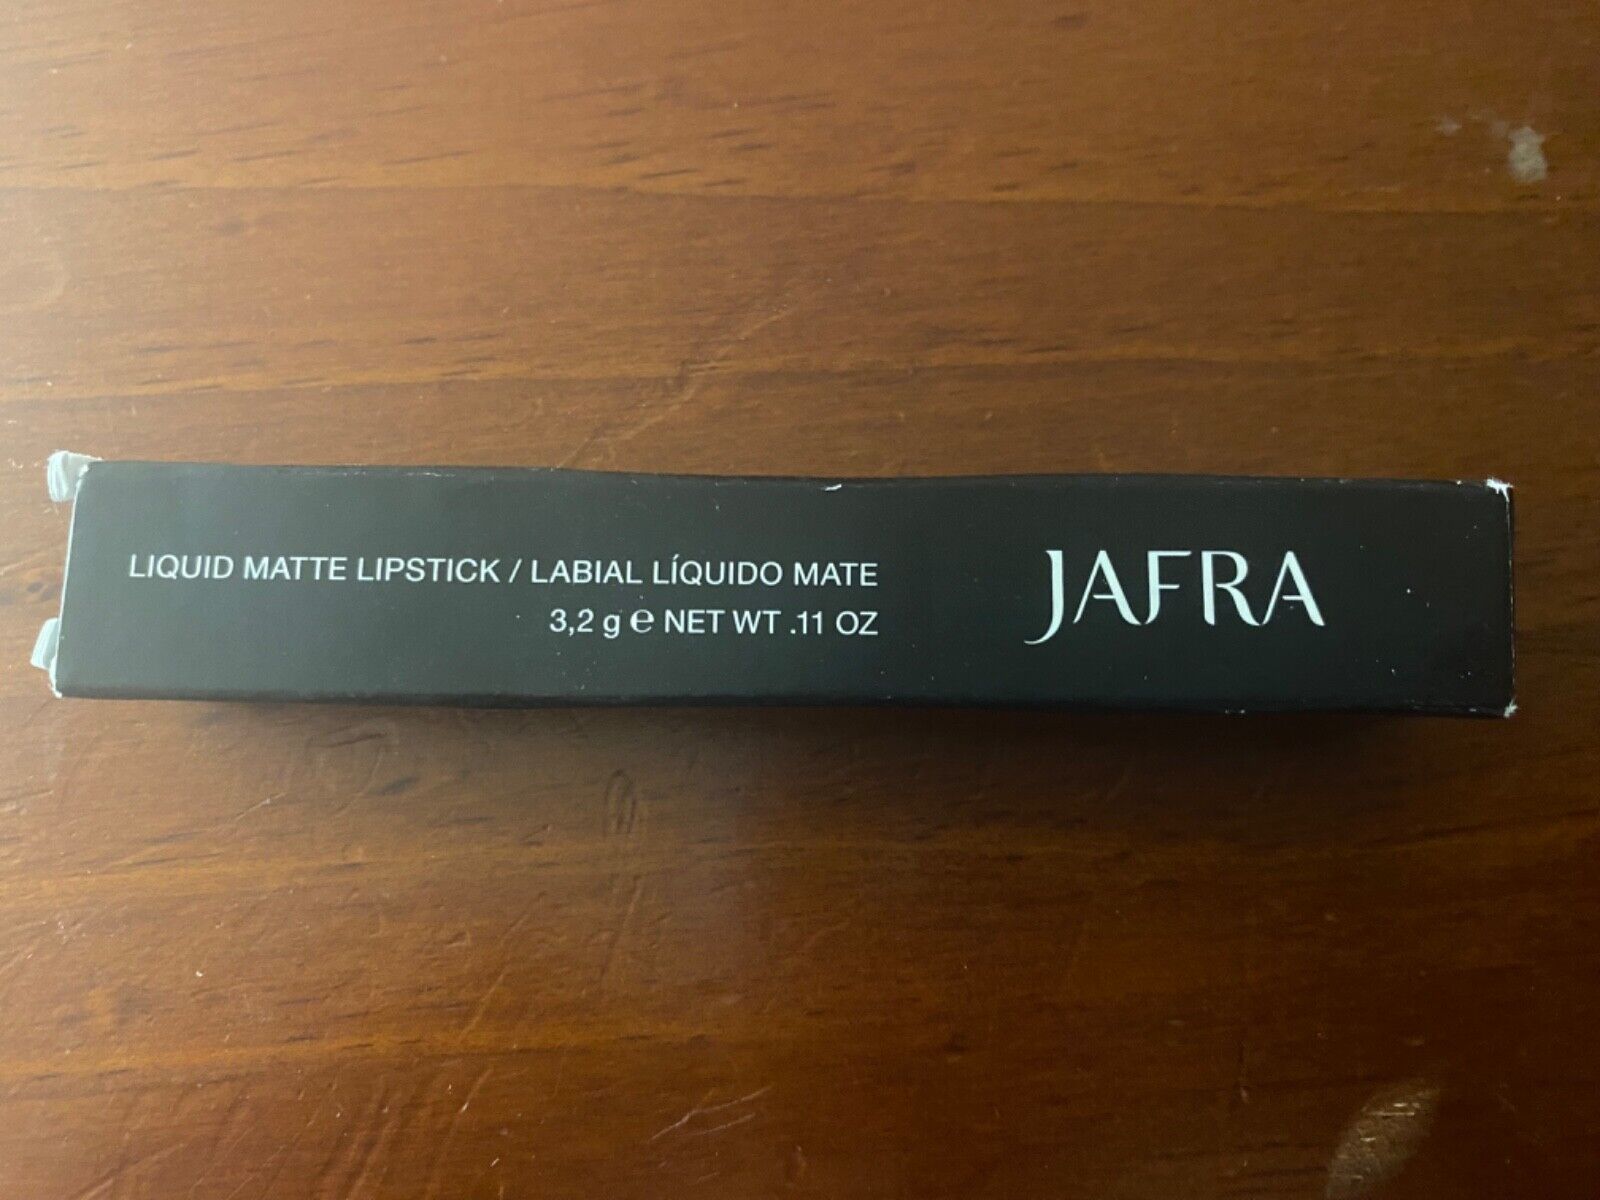 LIQUID MATTE LIPSTICK / LABIAL LÍQUIDO MATE
3,2 g ℮ NET WT .11 OZ
JAFRA